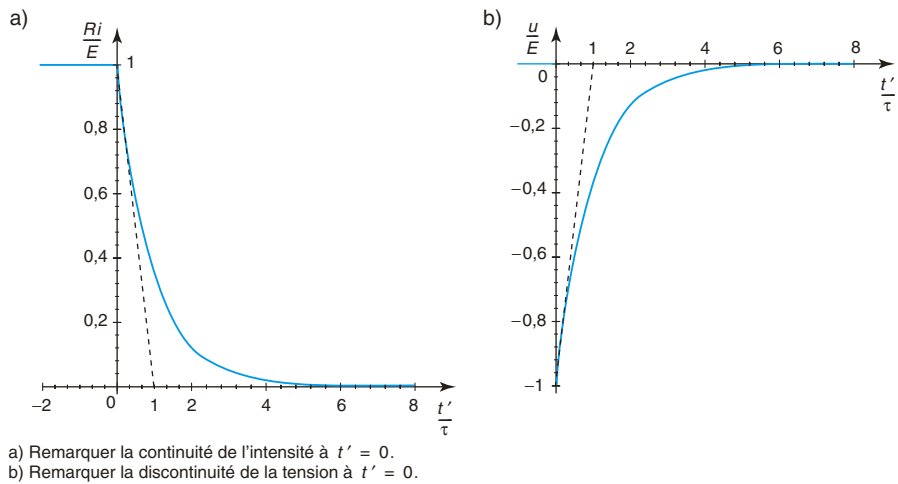 a)
Ri
E
1
0,8
0,6
0,4
0,2
−2 0 1 2 4 6 8
t′
τ
b)
u
E
1 2 4 6 8
0
t′
τ
−0,2
−0,4
−0,6
−0,8
−1
a) Remarquer la continuité de l'intensité à t′ = 0.
b) Remarquer la discontinuité de la tension à t′ = 0.